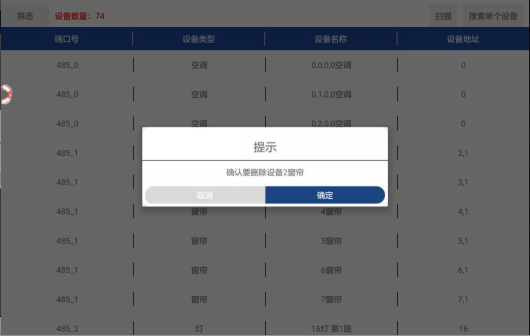 筛选 设备数量：74 扫描 搜索单个设备
端口号 设备类型 设备名称 设备地址
485_0 空调 0,0,0,0空调 0
485_0 空调 0,1,0,0空调 0
485_0 空调 0,2,0,0空调 0
提示
485_1 2,1
确认要删除设备2窗帘
485_1 3,1
取消 确定
485_1 窗帘 4窗帘 4,1
485_1 窗帘 5窗帘 5,1
485_1 窗帘 6窗帘 6,1
485_1 窗帘 7窗帘 7,1
485_2 灯 16灯 第1路 16